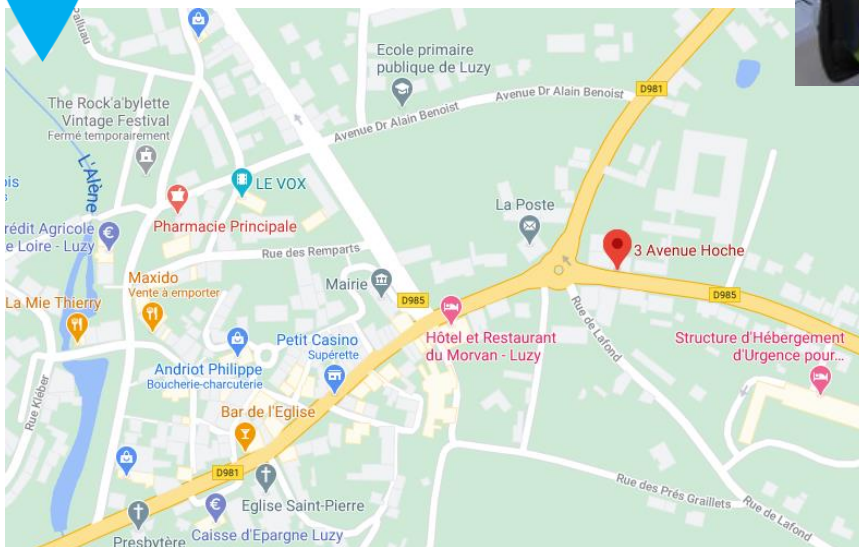 Palluau
Ecole primaire
publique de Luzy
D981
Avenue Dr Alain Benoist
Avenue Dr Alain Benoist
The Rock'a'bylette
Vintage Festival
Fermé temporairement
L'Alène
LE VOX
La Poste
Pharmacie Principale
Crédit Agricole
Loire - Luzy
3 Avenue Hoche
Rue des Remparts
Maxido
Vente à emporter
Mairie
D985
D985
La Mie Thierry
Hôtel et Restaurant
du Morvan - Luzy
Rue de Lafond
Structure d'Hébergement
d'Urgence pour...
Petit Casino
Supérette
Andriot Philippe
Boucherie-charcuterie
Rue Kléber
Bar de l'Eglise
D981
Eglise Saint-Pierre
Rue des Prés Graillets
Rue de Lafond
Presbytère
Caisse d'Epargne Luzy